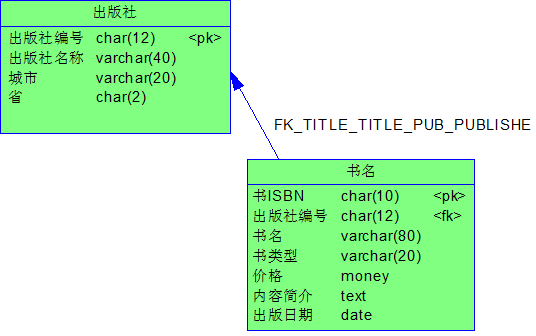 出版社
出版社编号 char(12) <pk>
出版社名称 varchar(40)
城市 varchar(20)
省 char(2)
FK_TITLE_TITLE_PUB_PUBLISHE
书名
书ISBN char(10) <pk>
出版社编号 char(12) <fk>
书名 varchar(80)
书类型 varchar(20)
价格 money
内容简介 text
出版日期 date